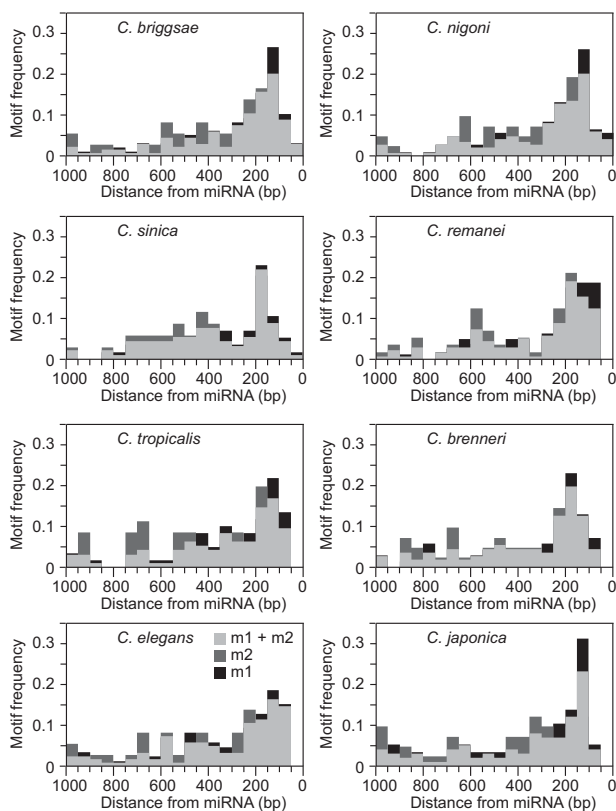 C. briggsae
Motif frequency
0.3
0.2
0.1
0
1000 800 600 400 200 0
Distance from miRNA (bp)
C. nigoni
Motif frequency
0.3
0.2
0.1
0
1000 800 600 400 200 0
Distance from miRNA (bp)
C. sinica
Motif frequency
0.3
0.2
0.1
0
1000 800 600 400 200 0
Distance from miRNA (bp)
C. remanei
Motif frequency
0.3
0.2
0.1
0
1000 800 600 400 200 0
Distance from miRNA (bp)
C. tropicalis
Motif frequency
0.3
0.2
0.1
0
1000 800 600 400 200 0
Distance from miRNA (bp)
C. brenneri
Motif frequency
0.3
0.2
0.1
0
1000 800 600 400 200 0
Distance from miRNA (bp)
C. elegans
m1 + m2
m2
m1
Motif frequency
0.3
0.2
0.1
0
1000 800 600 400 200 0
Distance from miRNA (bp)
C. japonica
Motif frequency
0.3
0.2
0.1
0
1000 800 600 400 200 0
Distance from miRNA (bp)